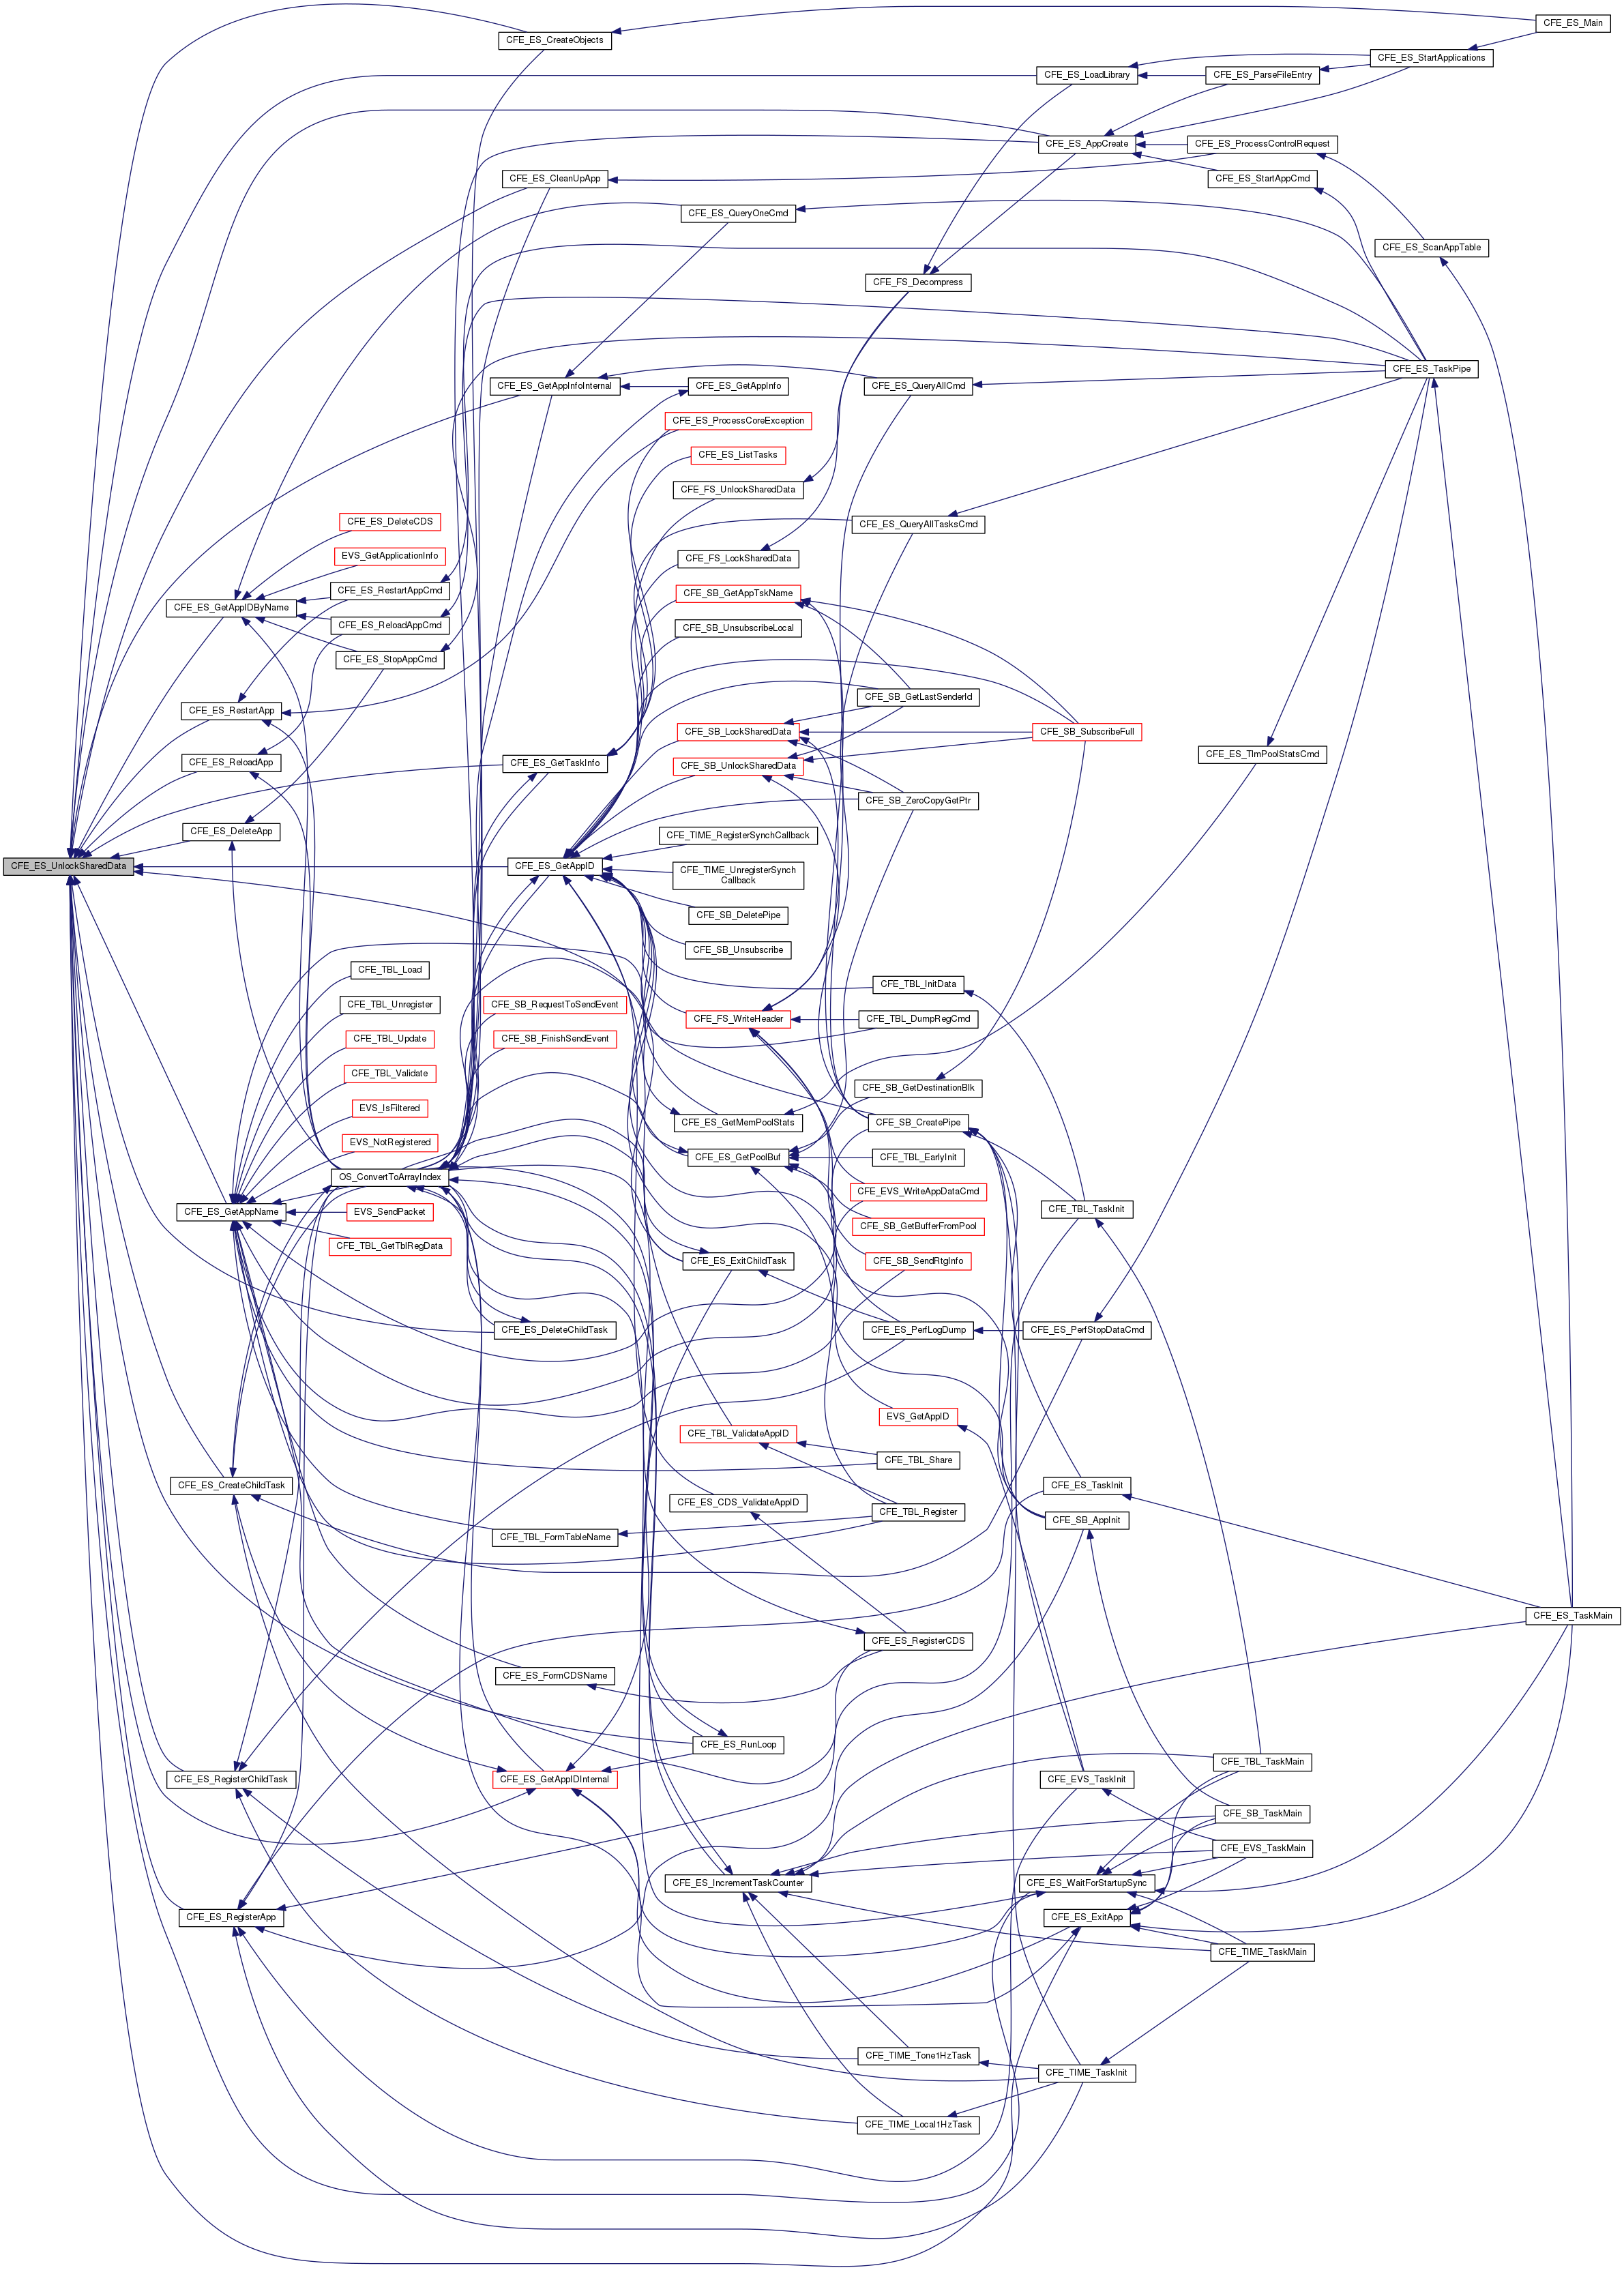 CFE_ES_Main
CFE_ES_CreateObjects
CFE_ES_StartApplications
CFE_ES_LoadLibrary
CFE_ES_ParseFileEntry
CFE_ES_AppCreate
CFE_ES_ProcessControlRequest
CFE_ES_CleanUpApp
CFE_ES_StartAppCmd
CFE_ES_QueryOneCmd
CFE_ES_ScanAppTable
CFE_FS_Decompress
CFE_ES_TaskPipe
CFE_ES_GetAppInfoInternal
CFE_ES_GetAppInfo
CFE_ES_QueryAllCmd
CFE_ES_ProcessCoreException
CFE_ES_ListTasks
CFE_FS_UnlockSharedData
CFE_ES_DeleteCDS
CFE_ES_QueryAllTasksCmd
EVS_GetApplicationInfo
CFE_FS_LockSharedData
CFE_ES_RestartAppCmd
CFE_SB_GetAppTskName
CFE_ES_GetAppIDByName
CFE_ES_ReloadAppCmd
CFE_SB_UnsubscribeLocal
CFE_ES_StopAppCmd
CFE_SB_GetLastSenderId
CFE_ES_RestartApp
CFE_SB_LockSharedData
CFE_SB_SubscribeFull
CFE_ES_TlmPoolStatsCmd
CFE_ES_ReloadApp
CFE_ES_GetTaskInfo
CFE_SB_UnlockSharedData
CFE_SB_ZeroCopyGetPtr
CFE_ES_DeleteApp
CFE_TIME_RegisterSynchCallback
CFE_ES_UnlockSharedData
CFE_ES_GetAppID
CFE_TIME_UnregisterSynch
Callback
CFE_SB_DeletePipe
CFE_SB_Unsubscribe
CFE_TBL_Load
CFE_TBL_InitData
CFE_TBL_Unregister
CFE_SB_RequestToSendEvent
CFE_FS_WriteHeader
CFE_TBL_DumpRegCmd
CFE_TBL_Update
CFE_SB_FinishSendEvent
CFE_TBL_Validate
CFE_SB_GetDestinationBlk
EVS_IsFiltered
CFE_ES_GetMemPoolStats
CFE_SB_CreatePipe
EVS_NotRegistered
CFE_ES_GetPoolBuf
CFE_TBL_EarlyInit
OS_ConvertToArrayIndex
CFE_EVS_WriteAppDataCmd
CFE_ES_GetAppName
EVS_SendPacket
CFE_TBL_TaskInit
CFE_SB_GetBufferFromPool
CFE_TBL_GetTblRegData
CFE_ES_ExitChildTask
CFE_SB_SendRtgInfo
CFE_ES_DeleteChildTask
CFE_ES_PerfLogDump
CFE_ES_PerfStopDataCmd
EVS_GetAppID
CFE_TBL_ValidateAppID
CFE_TBL_Share
CFE_ES_CreateChildTask
CFE_ES_TaskInit
CFE_ES_CDS_ValidateAppID
CFE_TBL_Register
CFE_SB_AppInit
CFE_TBL_FormTableName
CFE_ES_TaskMain
CFE_ES_RegisterCDS
CFE_ES_FormCDSName
CFE_ES_RunLoop
CFE_TBL_TaskMain
CFE_ES_RegisterChildTask
CFE_ES_GetAppIDInternal
CFE_EVS_TaskInit
CFE_SB_TaskMain
CFE_EVS_TaskMain
CFE_ES_IncrementTaskCounter
CFE_ES_WaitForStartupSync
CFE_ES_RegisterApp
CFE_ES_ExitApp
CFE_TIME_TaskMain
CFE_TIME_Tone1HzTask
CFE_TIME_TaskInit
CFE_TIME_Local1HzTask